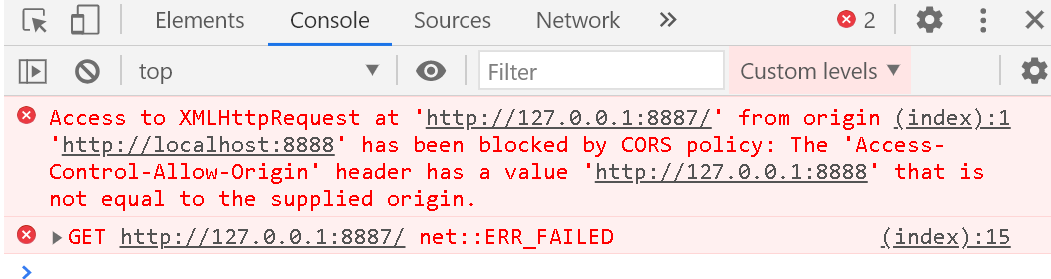 Elements Console Sources Network 2
top Filter Custom levels
Access to XMLHttpRequest at 'http://127.0.0.1:8887/' from origin (index):1
'http://localhost:8888' has been blocked by CORS policy: The 'Access-
Control-Allow-Origin' header has a value 'http://127.0.0.1:8888' that is
not equal to the supplied origin.
GET http://127.0.0.1:8887/ net::ERR_FAILED (index):15